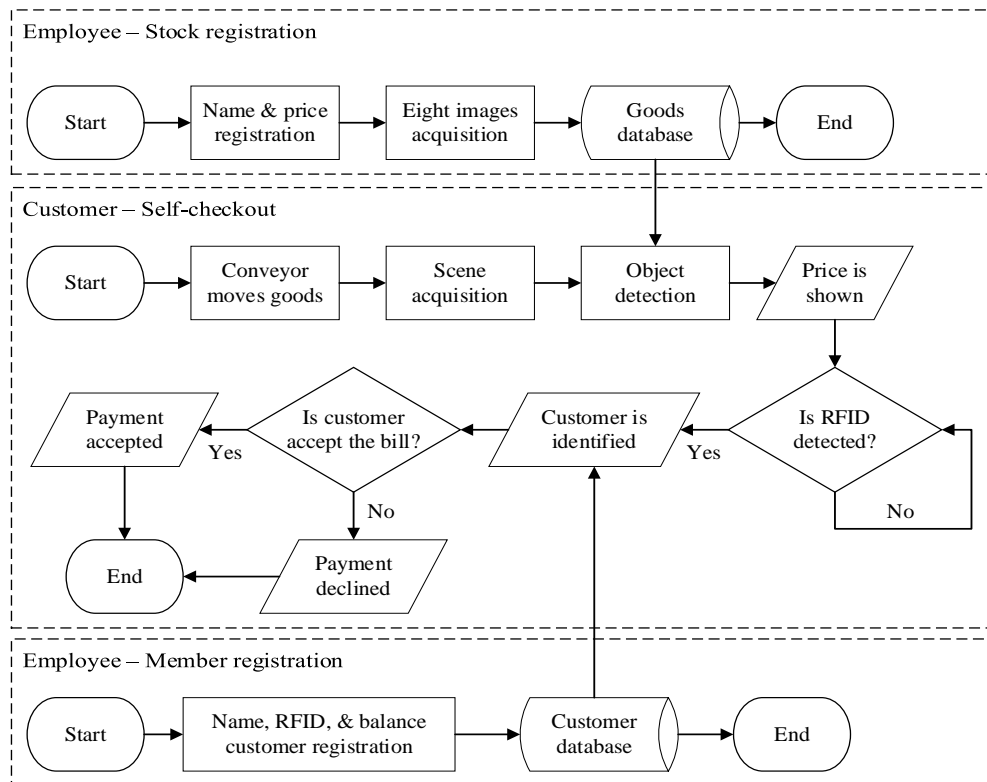 Employee – Stock registration
Start
Name & price
registration
Eight images
acquisition
Goods
database
End
Customer – Self-checkout
Start
Conveyor
moves goods
Scene
acquisition
Object
detection
Price is
shown
Is RFID
detected?
No
Yes
Customer is
identified
Is customer
accept the bill?
Yes
No
Payment
accepted
Payment
declined
End
Employee – Member registration
Start
Name, RFID, & balance
customer registration
Customer
database
End